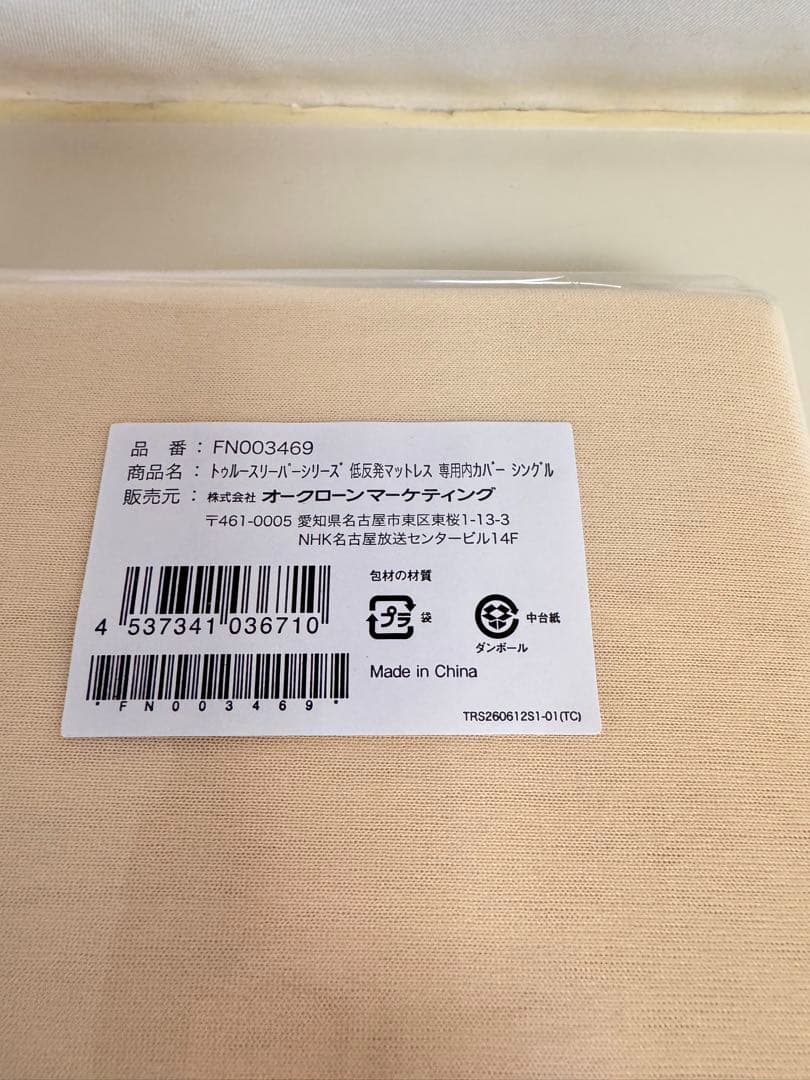 品 番 : FN003469
商品名 : ﾄｩﾙｰｽﾘｰﾊﾟｰｼﾘｰｽﾞ 低反発ﾏｯﾄﾚｽ 専用内ｶﾊﾞｰ ｼﾝｸﾞﾙ
販売元 : 株式会社 オークローンマーケティング
〒461-0005 愛知県名古屋市東区東桜1-13-3
NHK名古屋放送センタービル14F
包材の材質
プラ 袋
中台紙
ダンボール
4 537341 036710
Made in China
*FN003469*
TRS260612S1-01(TC)